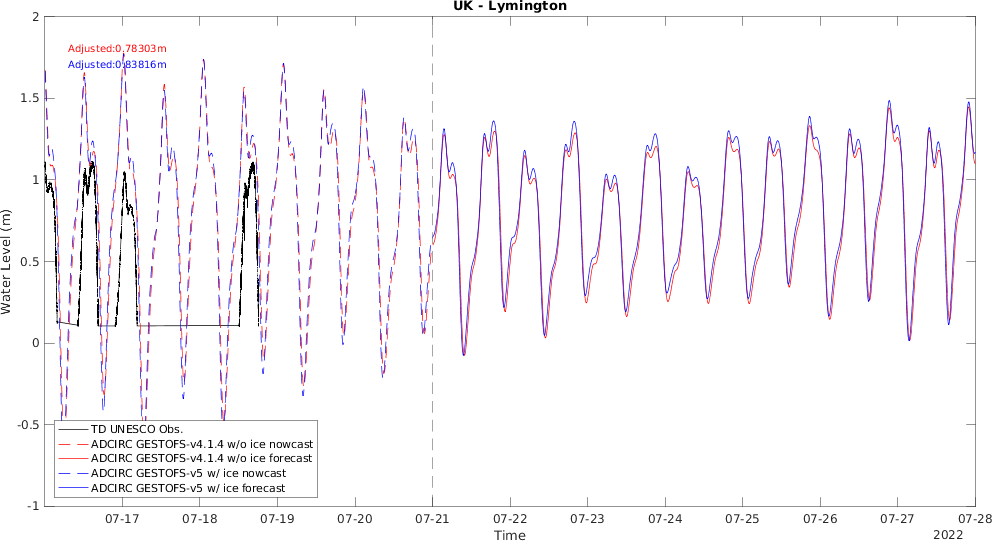 UK - Lymington
Adjusted:0.78303m
Adjusted:0.83816m
2
1.5
1
0.5
0
-0.5
-1
Water Level (m)
TD UNESCO Obs.
ADCIRC GESTOFS-v4.1.4 w/o ice nowcast
ADCIRC GESTOFS-v4.1.4 w/o ice forecast
ADCIRC GESTOFS-v5 w/ ice nowcast
ADCIRC GESTOFS-v5 w/ ice forecast
07-17 07-18 07-19 07-20 07-21 07-22 07-23 07-24 07-25 07-26 07-27 07-28
Time
2022